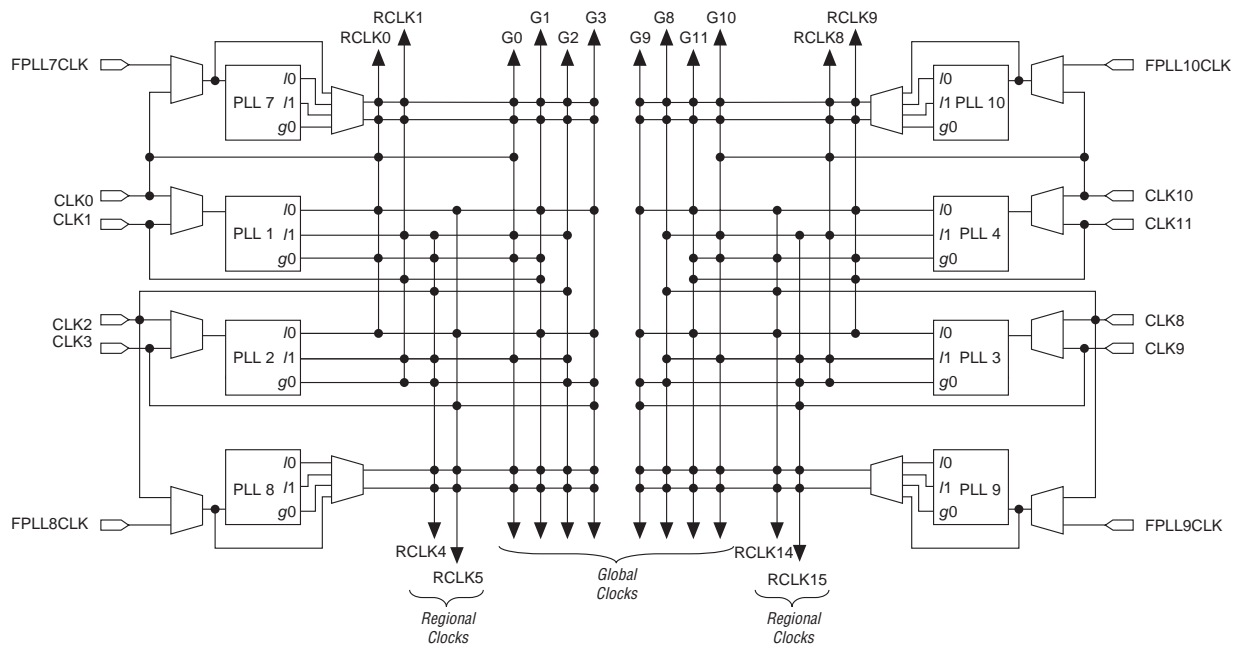 RCLK1 G1 G3 G8 G10 RCLK9
RCLK0 G0 G2 G9 G11 RCLK8
FPLL7CLK
PLL 7
l0
l1
g0
l0
l1
g0
PLL 10
FPLL10CLK
CLK0
CLK1
PLL 1
l0
l1
g0
l0
l1
g0
PLL 4
CLK10
CLK11
CLK2
CLK3
PLL 2
l0
l1
g0
l0
l1
g0
PLL 3
CLK8
CLK9
PLL 8
l0
l1
g0
l0
l1
g0
PLL 9
FPLL8CLK
FPLL9CLK
RCLK4
RCLK5
RCLK14
RCLK15
Regional
Clocks
Global
Clocks
Regional
Clocks